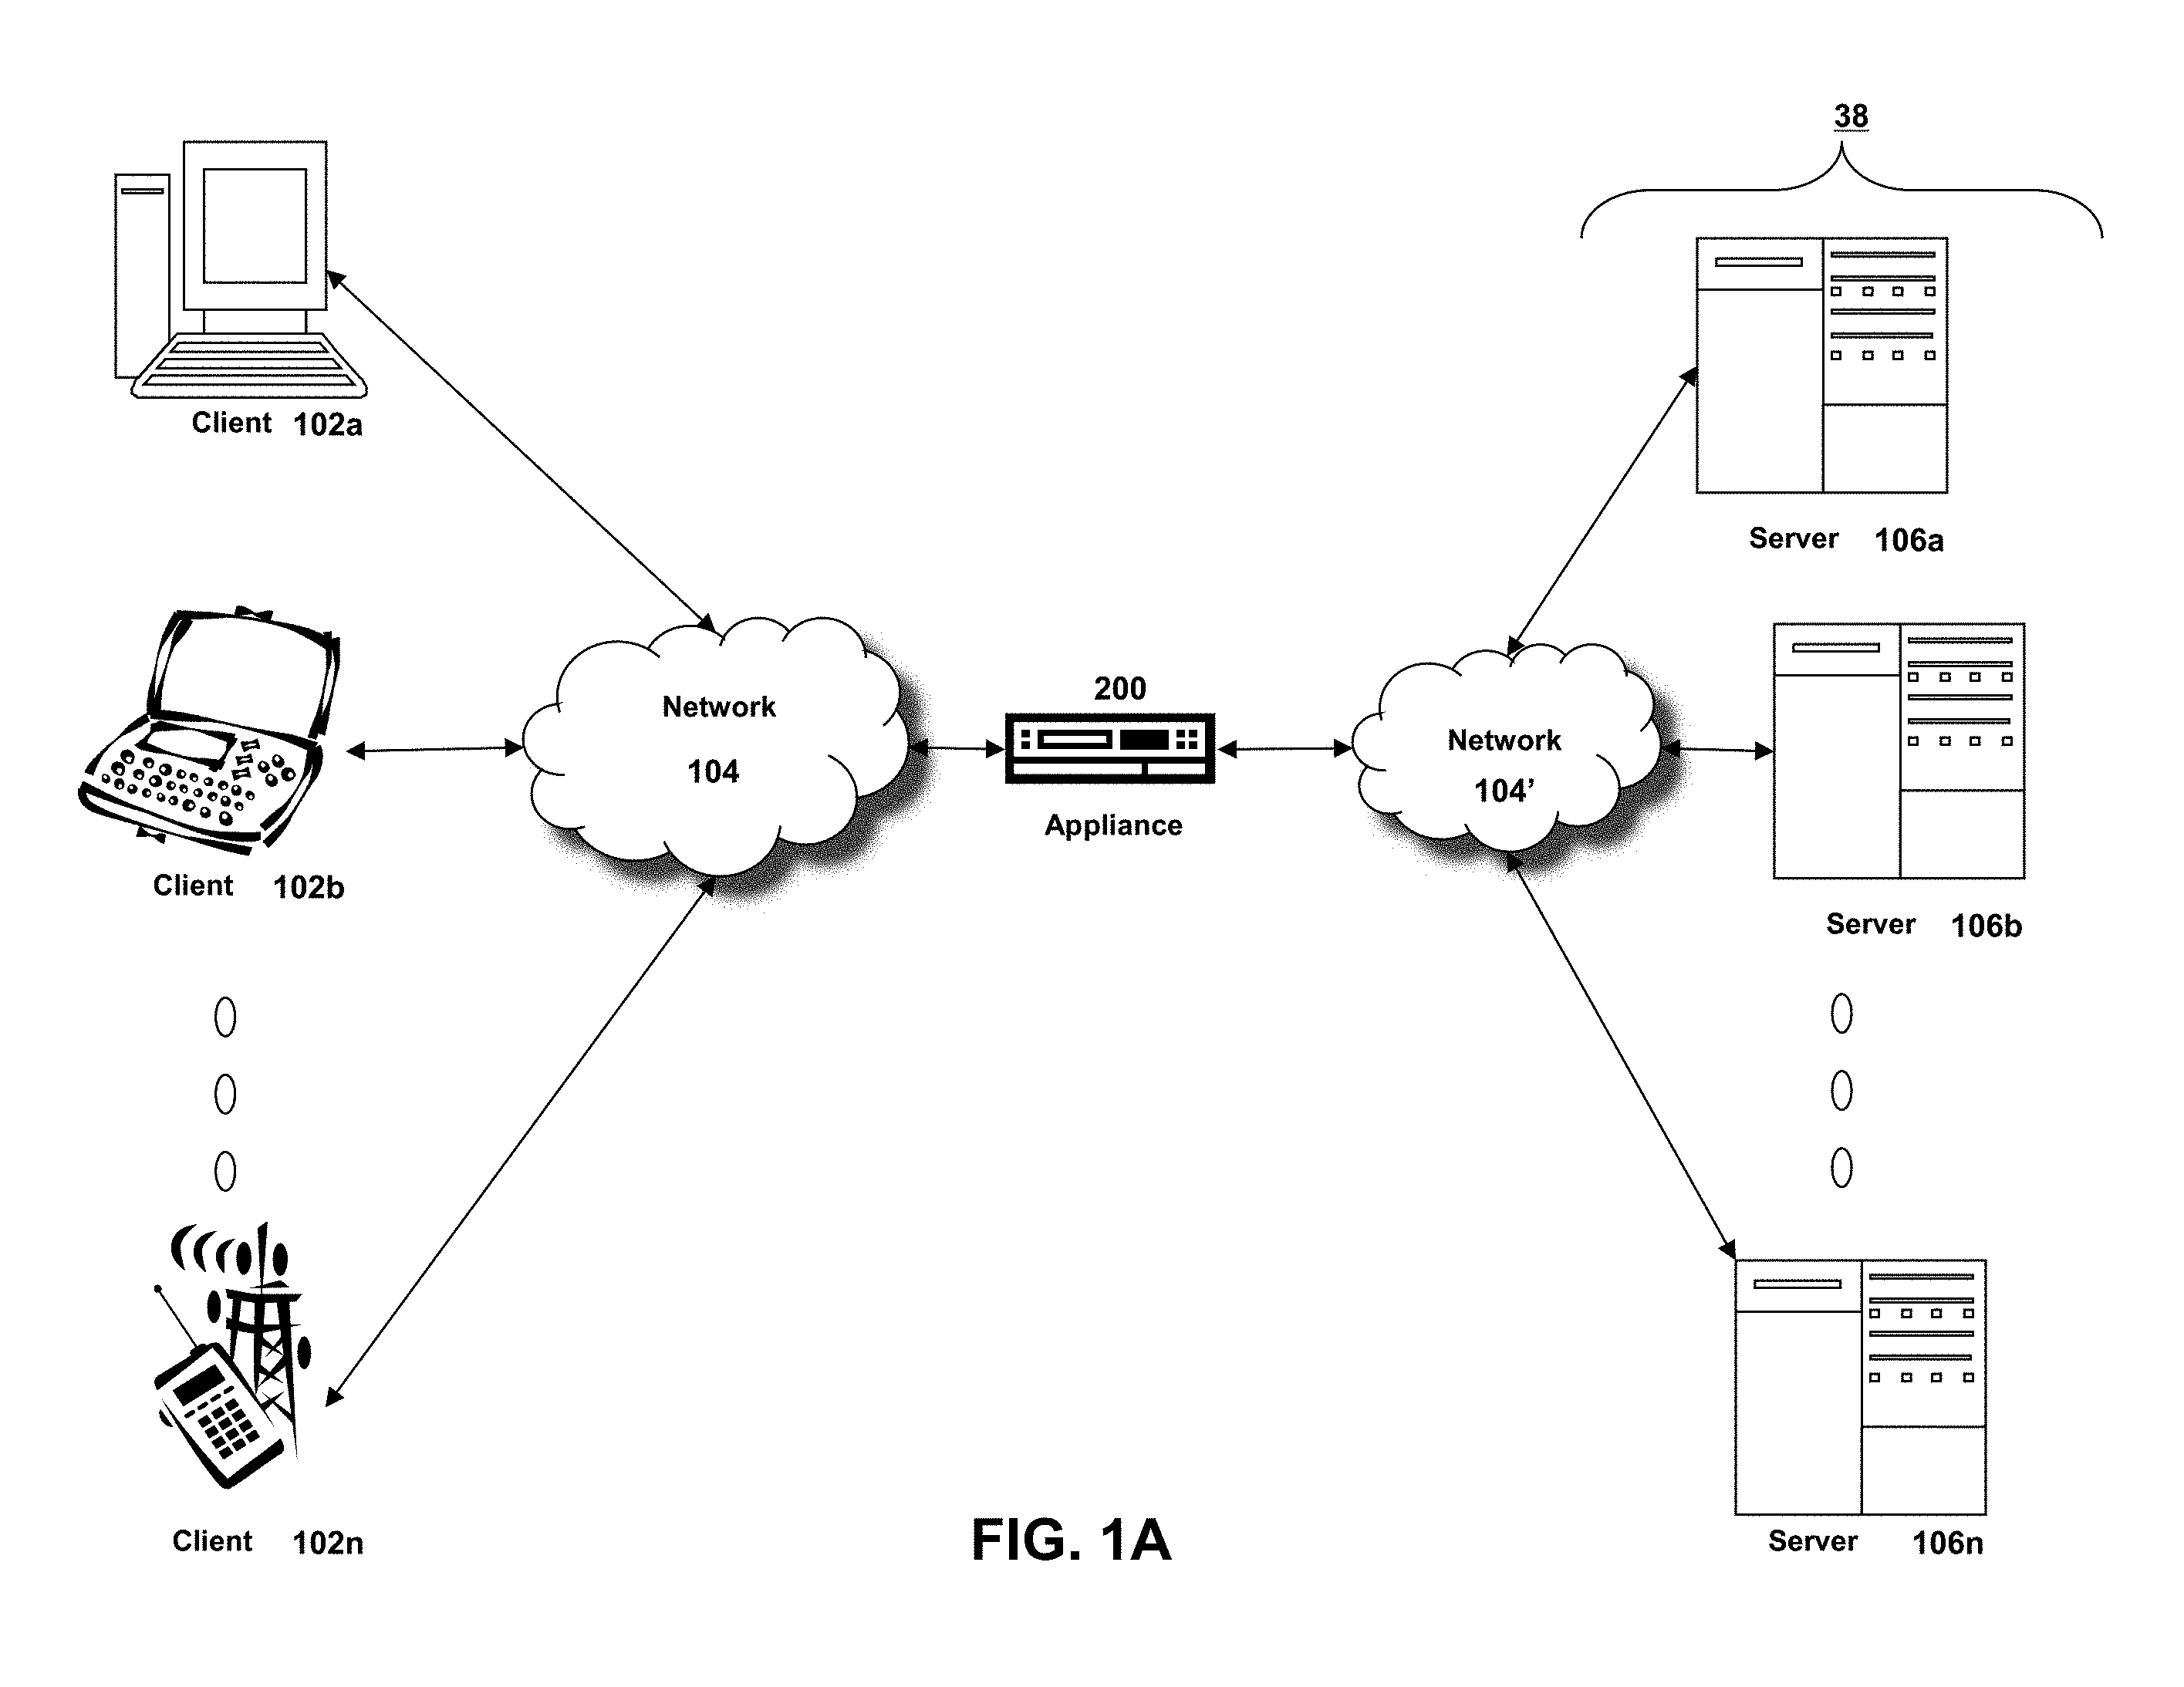 38
Client 102a
Server 106a
Network
104
200
Appliance
Network
104’
Client 102b
Server 106b
Client 102n
Server 106n
FIG. 1A